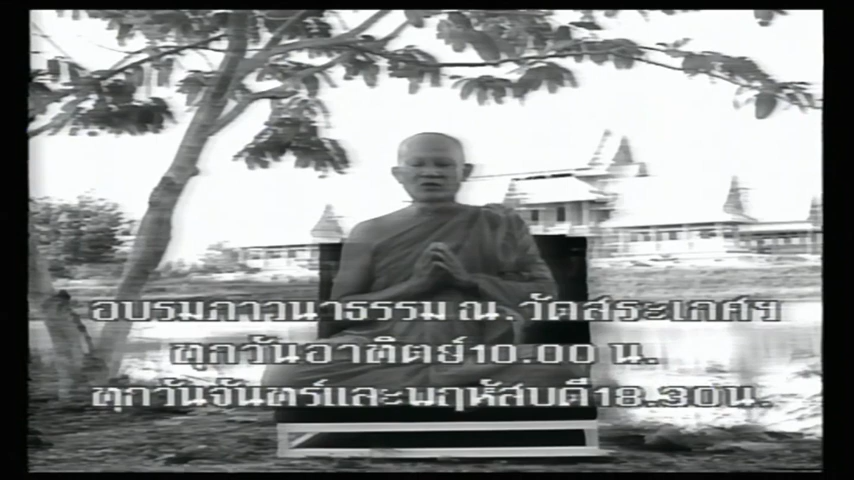 อบรมภาวนาธรรม ณ. วัดสระเกศฯ
ทุกวันอาทิตย์10.00 น.
ทุกวันจันทร์และพฤหัสบดี18.30น.